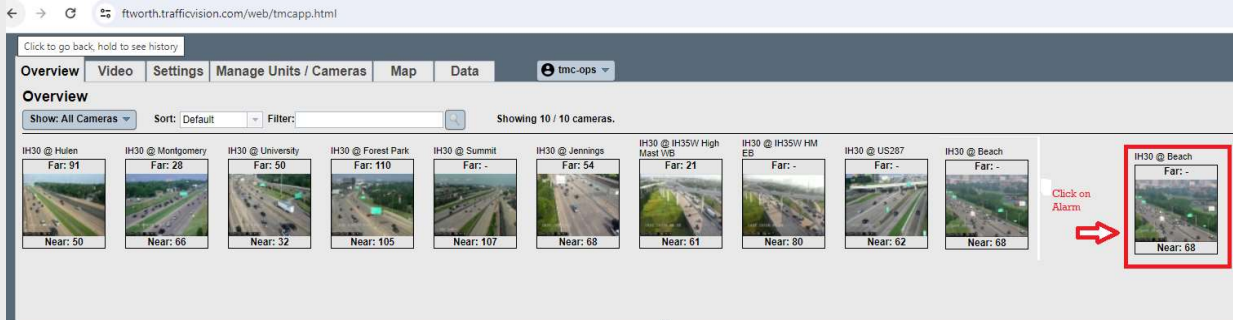 ftworth.trafficvision.com/web/tmcapp.html
Click to go back, hold to see history
Overview Video Settings Manage Units / Cameras Map Data tmc-ops
Overview
Show: All Cameras Sort: Default Filter: Showing 10 / 10 cameras.
IH30 @ Hulen
Far: 91
Near: 50
IH30 @ Montgomery
Far: 28
Near: 66
IH30 @ University
Far: 50
Near: 32
IH30 @ Forest Park
Far: 110
Near: 105
IH30 @ Summit
Far: -
Near: 107
IH30 @ Jennings
Far: 54
Near: 68
IH30 @ IH35W High
Mast WB
Far: 21
Near: 61
IH30 @ IH35W HM
EB
Far: -
Near: 80
IH30 @ US287
Far: -
Near: 62
IH30 @ Beach
Far: -
Near: 68
Click on
Alarm
IH30 @ Beach
Far: -
Near: 68